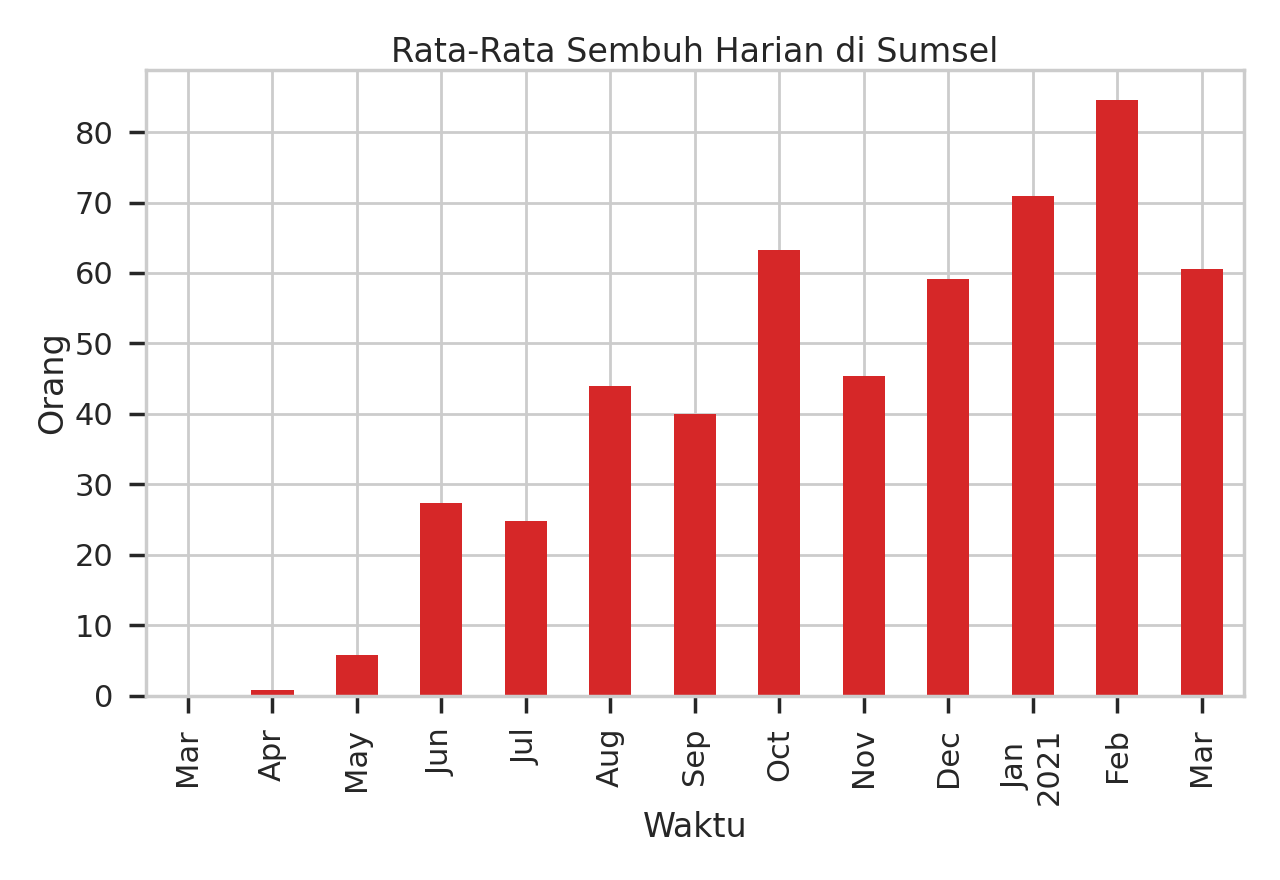 Rata-Rata Sembuh Harian di Sumsel
Orang
80
70
60
50
40
30
20
10
0
Mar
Apr
May
Jun
Jul
Aug
Sep
Oct
Nov
Dec
Jan
2021
Feb
Mar
Waktu